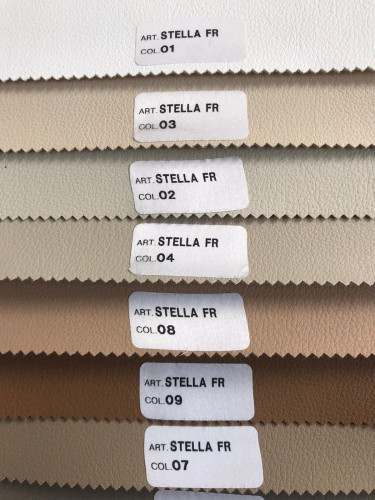 ART. STELLA FR
COL.01
ART. STELLA FR
COL.03
ART. STELLA FR
COL.02
ART. STELLA FR
COL.04
ART. STELLA FR
COL.08
ART. STELLA FR
COL.09
ART. STELLA FR
COL.07